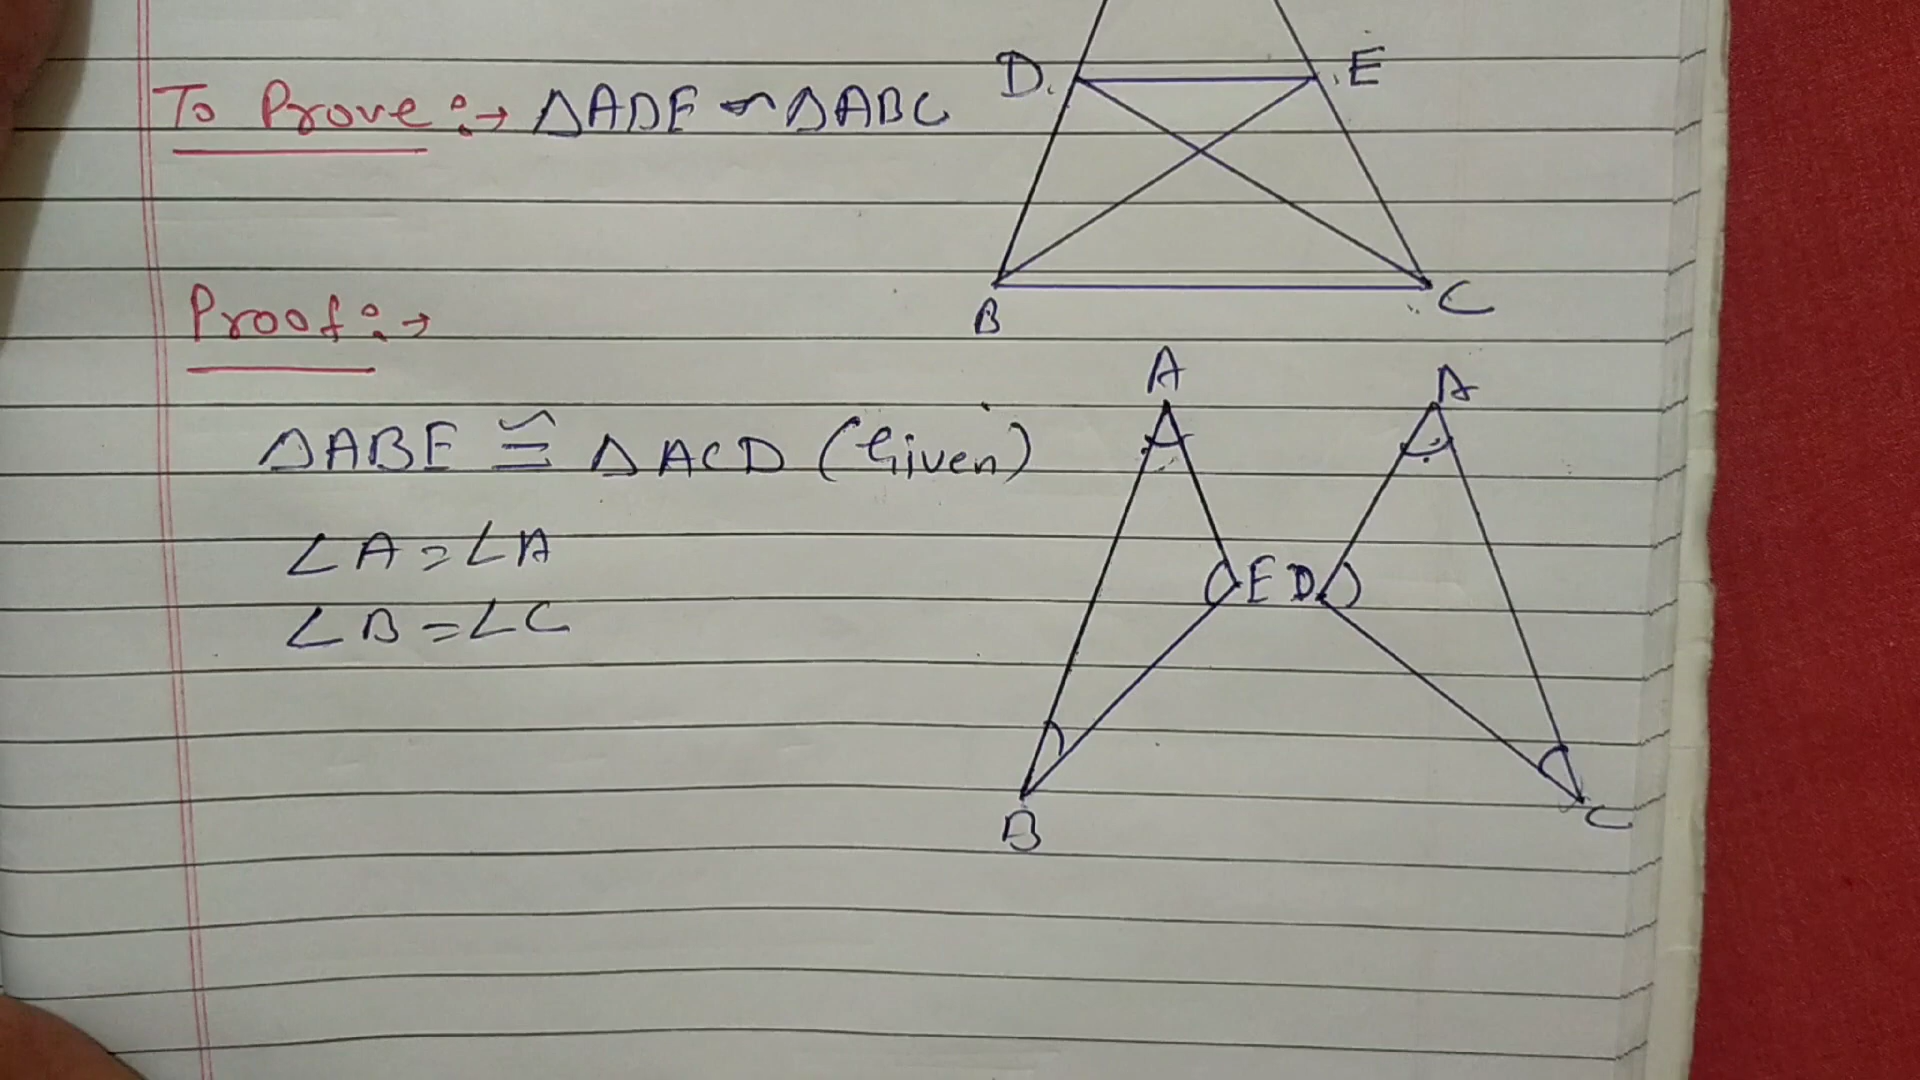 To Prove :→ ΔADE ∼ ΔABC
D
E
B
C
Proof :→
ΔABE ≅ ΔACD (Given)
∠A = ∠A
∠B = ∠C
A
A
E
D
B
C